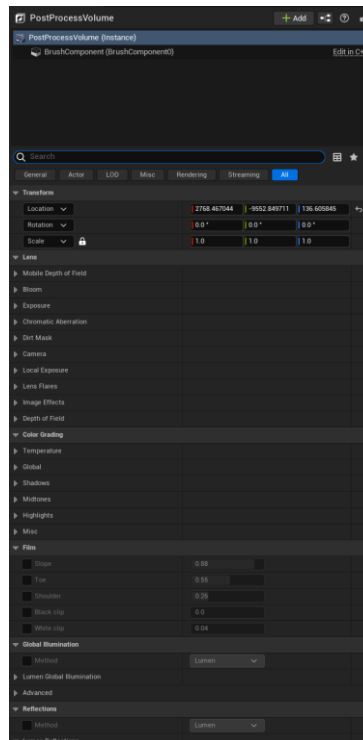 PostProcessVolume
+ Add
PostProcessVolume (Instance)
BrushComponent (BrushComponent0)
Edit in C+
Search
General Actor LOD Misc Rendering Streaming All
Transform
Location 2768.467044 -9552.849711 136.605845
Rotation 0.0 ° 0.0 ° 0.0 °
Scale 1.0 1.0 1.0
Lens
Mobile Depth of Field
Bloom
Exposure
Chromatic Aberration
Dirt Mask
Camera
Local Exposure
Lens Flares
Image Effects
Depth of Field
Color Grading
Temperature
Global
Shadows
Midtones
Highlights
Misc
Film
Slope 0.88
Toe 0.55
Shoulder 0.26
Black clip 0.0
White clip 0.04
Global Illumination
Method Lumen
Lumen Global Illumination
Advanced
Reflections
Method Lumen